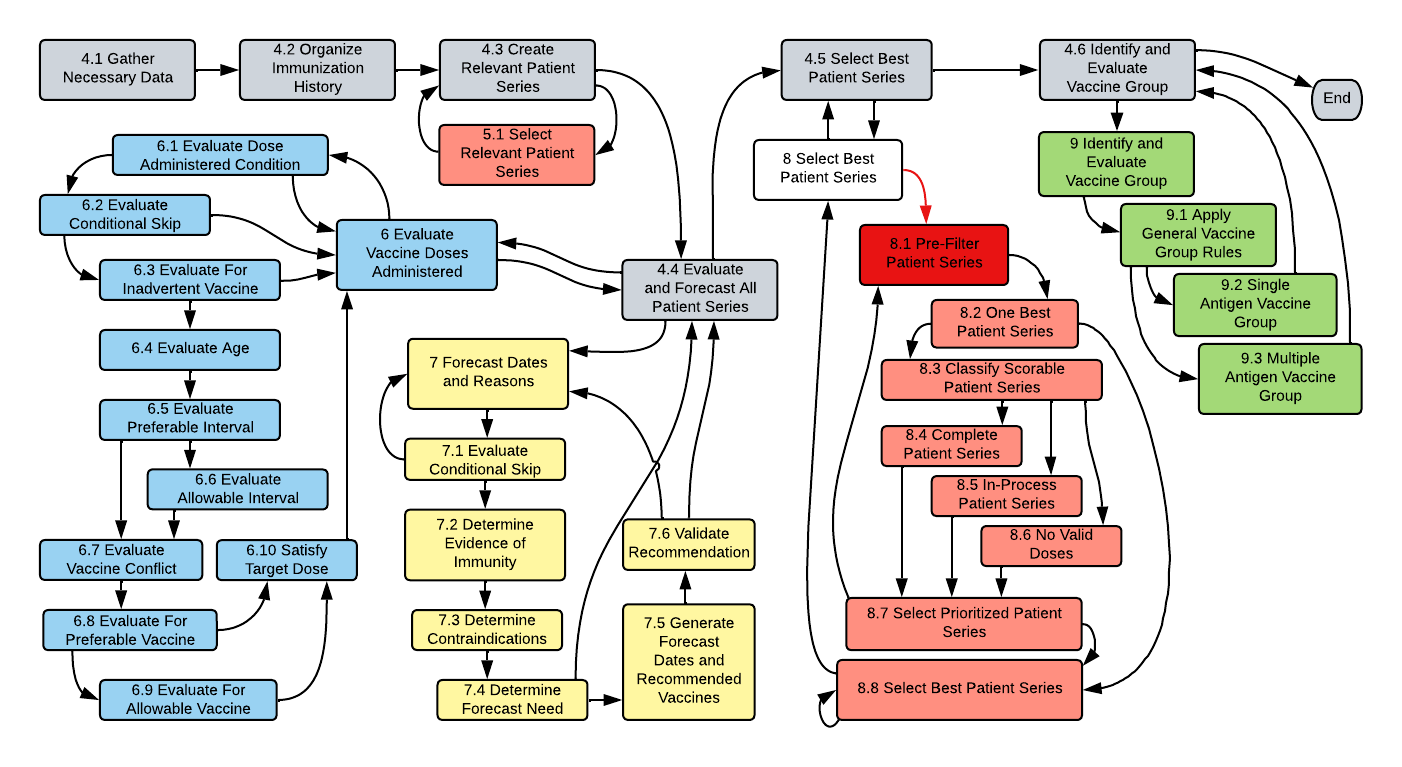 4.1 Gather
Necessary Data
4.2 Organize
Immunization
History
4.3 Create
Relevant Patient
Series
4.5 Select Best
Patient Series
4.6 Identify and
Evaluate
Vaccine Group
End
5.1 Select
Relevant Patient
Series
6.1 Evaluate Dose
Administered Condition
6.2 Evaluate
Conditional Skip
6 Evaluate
Vaccine Doses
Administered
6.3 Evaluate For
Inadvertent Vaccine
6.4 Evaluate Age
6.5 Evaluate
Preferable Interval
6.6 Evaluate
Allowable Interval
6.7 Evaluate
Vaccine Conflict
6.10 Satisfy
Target Dose
6.8 Evaluate For
Preferable Vaccine
6.9 Evaluate For
Allowable Vaccine
4.4 Evaluate
and Forecast All
Patient Series
7 Forecast Dates
and Reasons
7.1 Evaluate
Conditional Skip
7.2 Determine
Evidence of
Immunity
7.3 Determine
Contraindications
7.4 Determine
Forecast Need
7.6 Validate
Recommendation
7.5 Generate
Forecast
Dates and
Recommended
Vaccines
8 Select Best
Patient Series
8.1 Pre-Filter
Patient Series
8.2 One Best
Patient Series
8.3 Classify Scorable
Patient Series
8.4 Complete
Patient Series
8.5 In-Process
Patient Series
8.6 No Valid
Doses
8.7 Select Prioritized Patient
Series
8.8 Select Best Patient Series
9 Identify and
Evaluate
Vaccine Group
9.1 Apply
General Vaccine
Group Rules
9.2 Single
Antigen Vaccine
Group
9.3 Multiple
Antigen Vaccine
Group